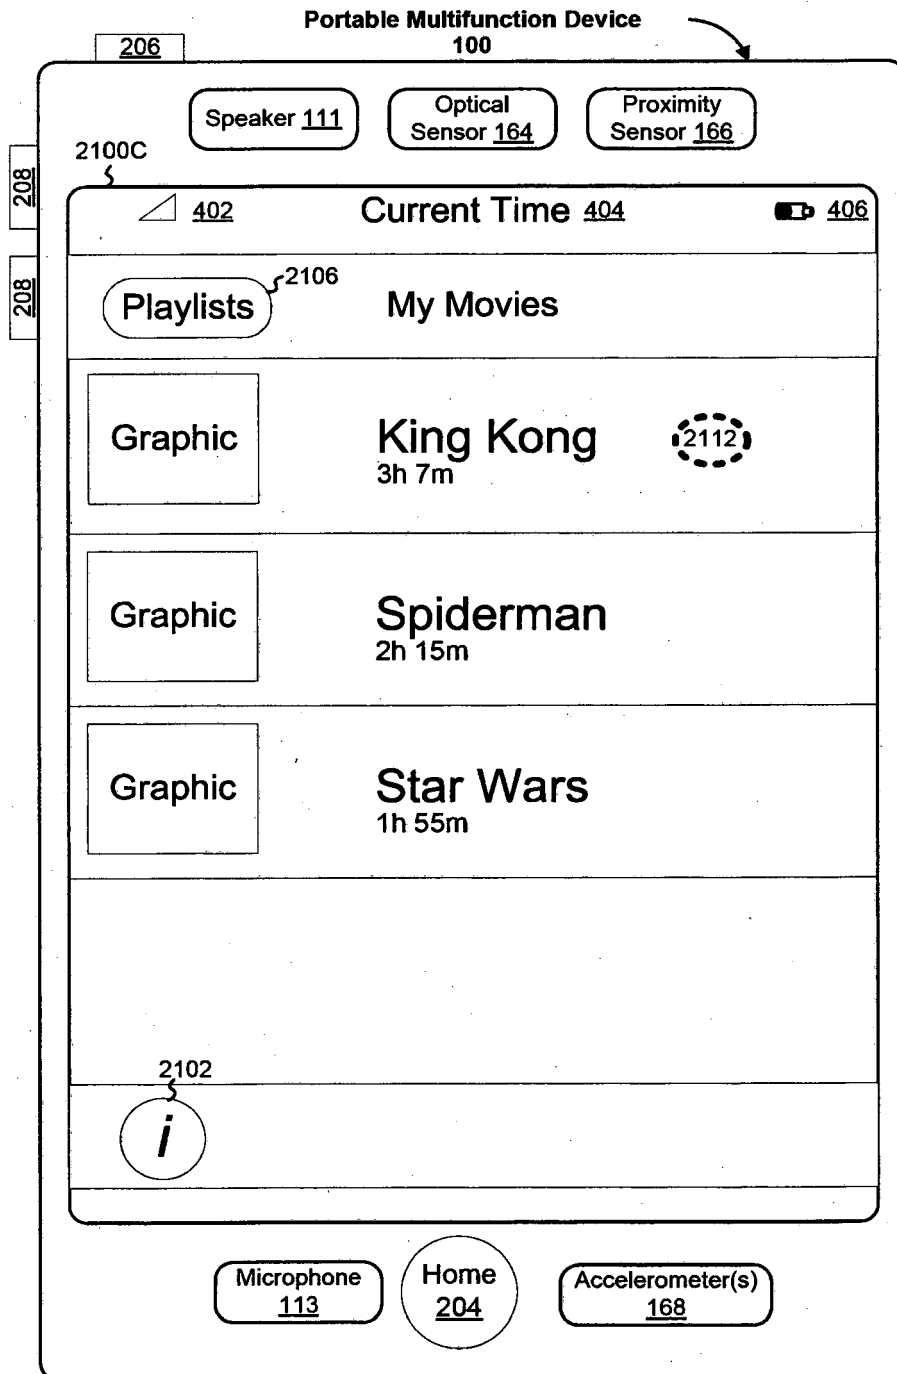 Portable Multifunction Device
100
206
Speaker 111
Optical
Sensor 164
Proximity
Sensor 166
2100C
208
208
402
Current Time 404
406
Playlists
2106
My Movies
Graphic
King Kong
3h 7m
2112
Graphic
Spiderman
2h 15m
Graphic
Star Wars
1h 55m
2102
i
Microphone
113
Home
204
Accelerometer(s)
168